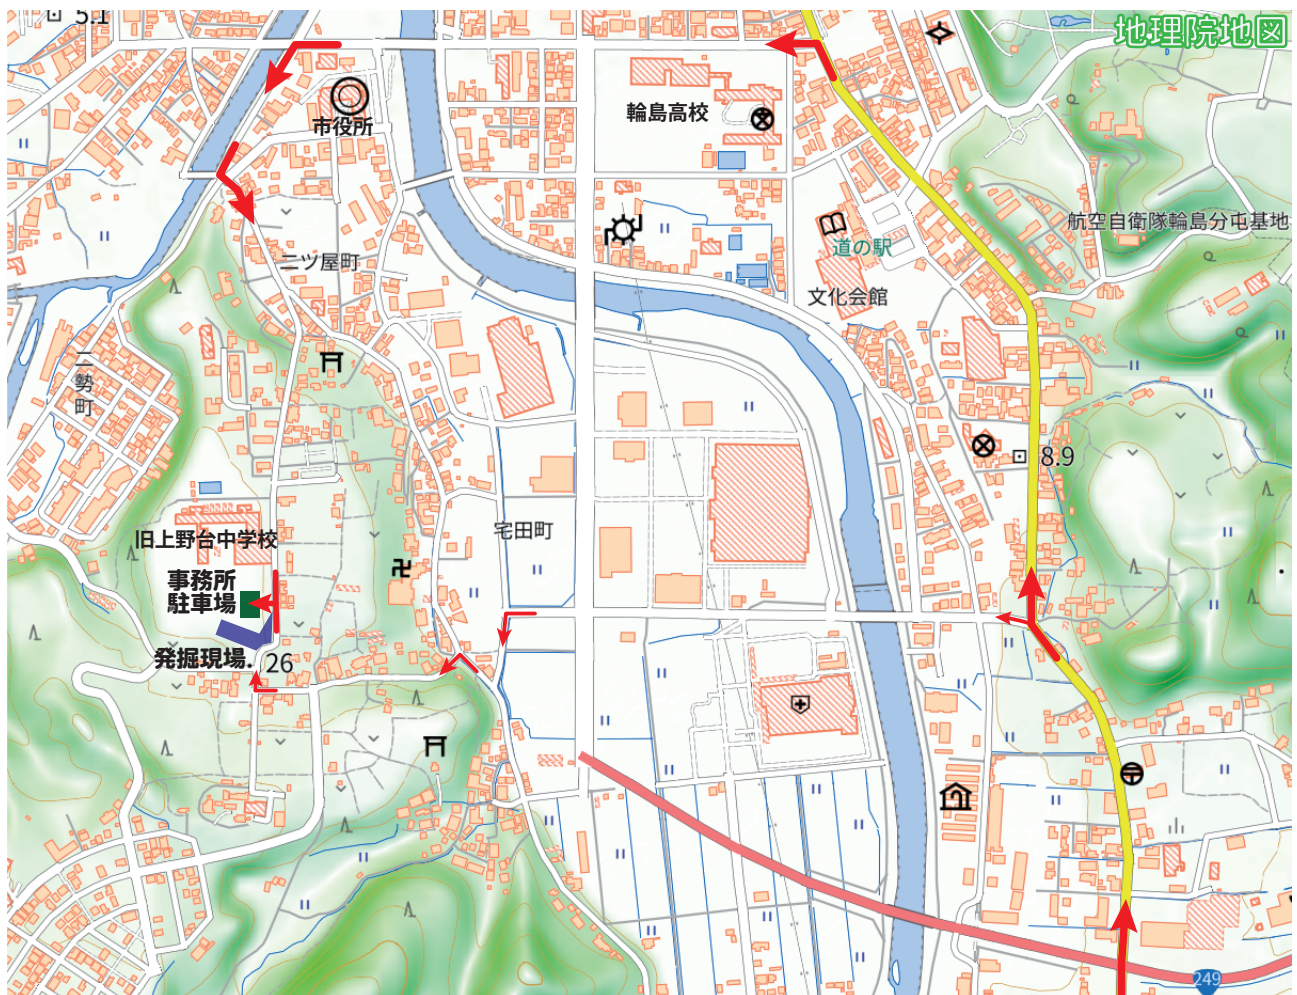 5.1
地理院地図
輪島高校
市役所
航空自衛隊輪島分屯基地
道の駅
二ツ屋町
文化会館
二勢町
8.9
宅田町
旧上野台中学校
事務所
駐車場
発掘現場
26
249